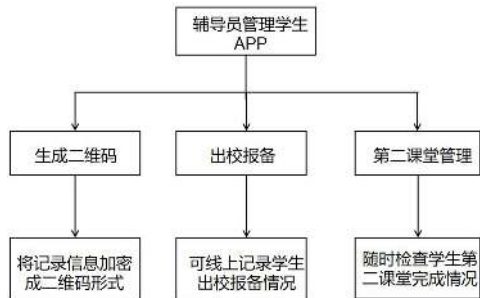 辅导员管理学生
APP
生成二维码
出校报备
第二课堂管理
将记录信息加密
成二维码形式
可线上记录学生
出校报备情况
随时检查学生第
二课堂完成情况